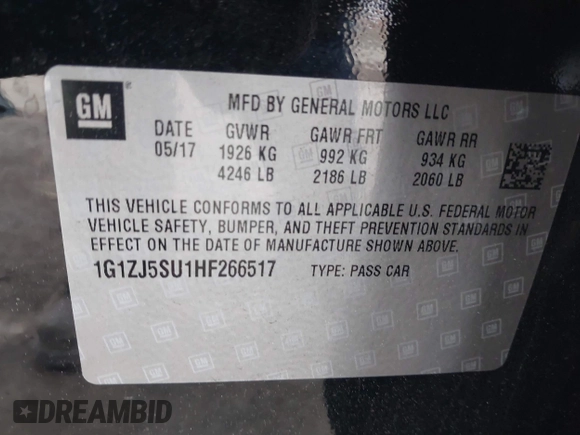 GM
MFD BY GENERAL MOTORS LLC
DATE GVWR GAWR FRT GAWR RR
05/17 1926 KG 992 KG 934 KG
4246 LB 2186 LB 2060 LB
THIS VEHICLE CONFORMS TO ALL APPLICABLE U.S. FEDERAL MOTOR
VEHICLE SAFETY, BUMPER, AND THEFT PREVENTION STANDARDS IN
EFFECT ON THE DATE OF MANUFACTURE SHOWN ABOVE.
1G1ZJ5SU1HF266517 TYPE: PASS CAR
DREAMBID